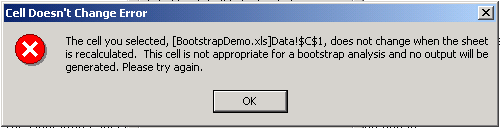 Cell Doesn't Change Error
The cell you selected, [BootstrapDemo.xls]Data!$C$1, does not change when the sheet
is recalculated.  This cell is not appropriate for a bootstrap analysis and no output will be
generated. Please try again.
OK